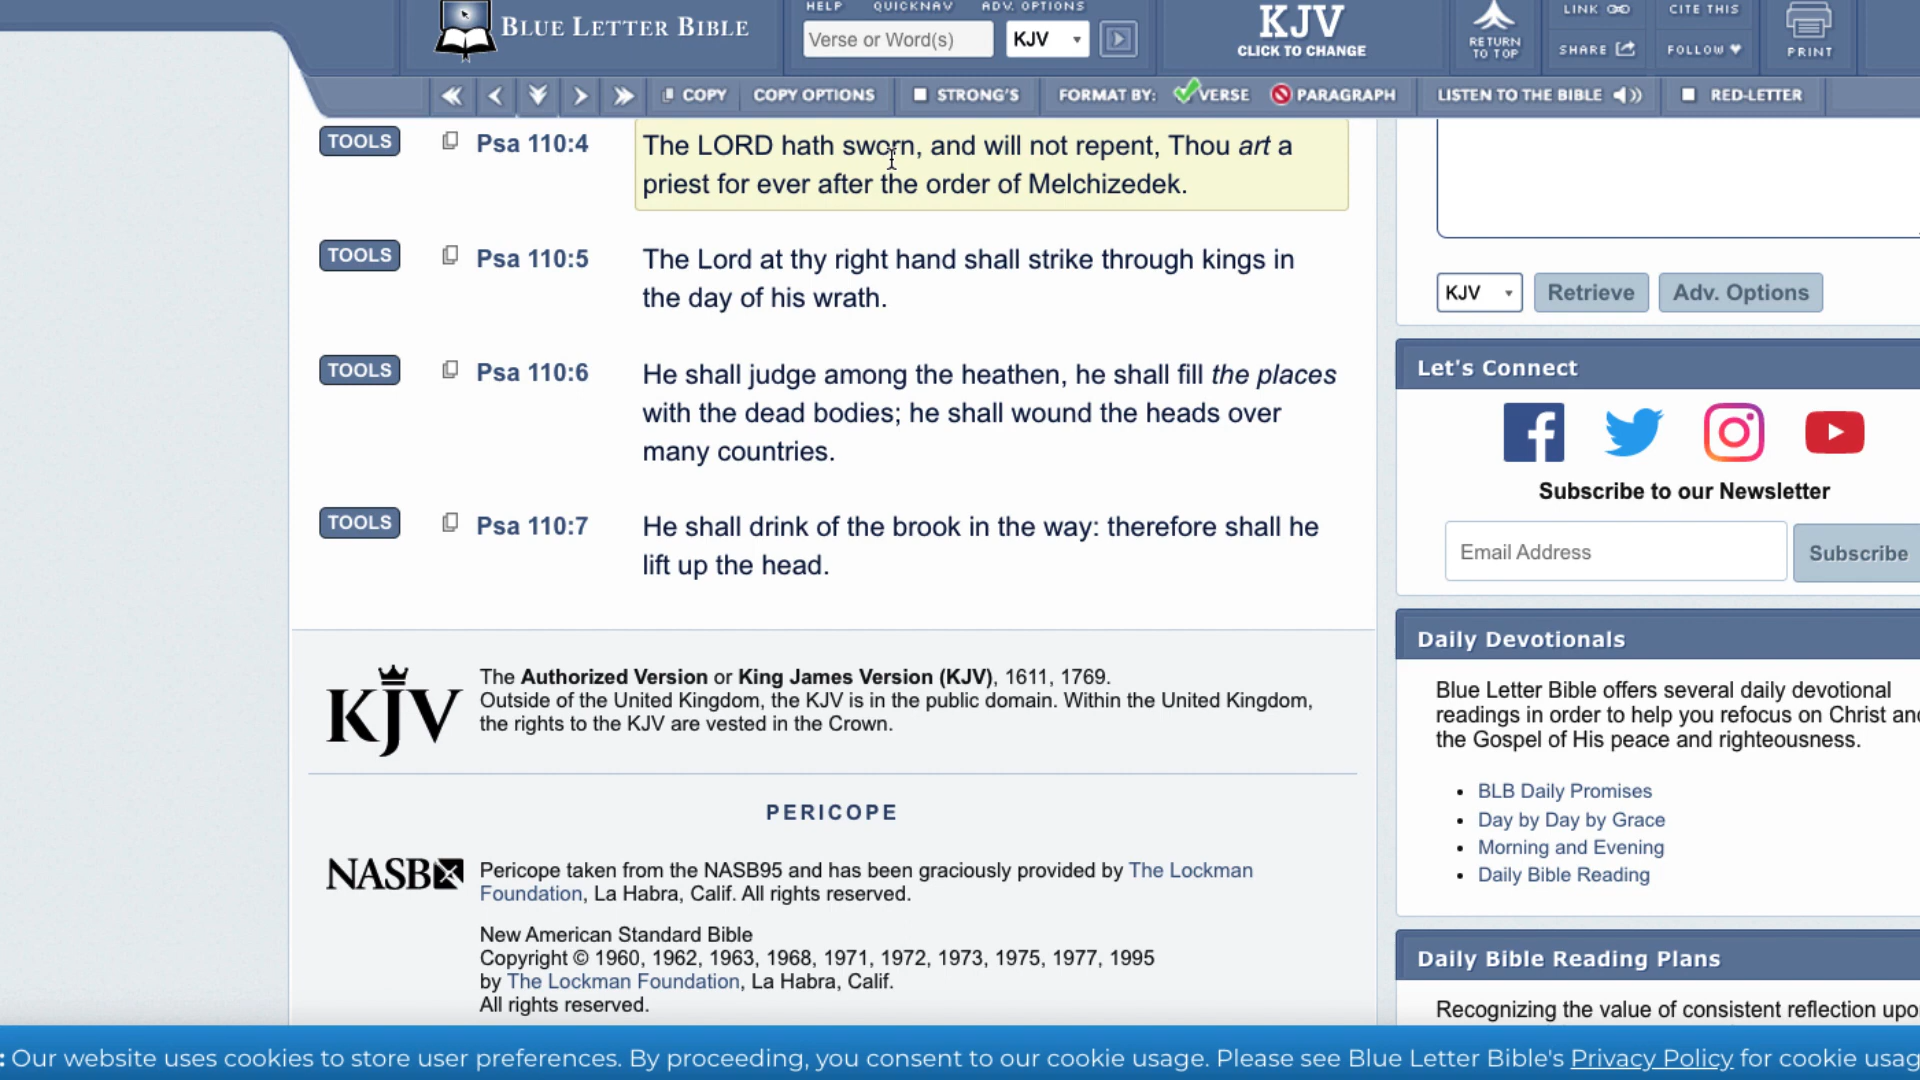 HELP QUICKNAV ADV. OPTIONS
BLUE LETTER BIBLE
Verse or Word(s)
KJV
KJV
CLICK TO CHANGE
RETURN
TO TOP
LINK
SHARE
CITE THIS
FOLLOW
PRINT
COPY COPY OPTIONS STRONG'S FORMAT BY: VERSE PARAGRAPH LISTEN TO THE BIBLE RED-LETTER
TOOLS Psa 110:4 The LORD hath sworn, and will not repent, Thou art a
priest for ever after the order of Melchizedek.
TOOLS Psa 110:5 The Lord at thy right hand shall strike through kings in
the day of his wrath.
TOOLS Psa 110:6 He shall judge among the heathen, he shall fill the places
with the dead bodies; he shall wound the heads over
many countries.
TOOLS Psa 110:7 He shall drink of the brook in the way: therefore shall he
lift up the head.
KJV
The Authorized Version or King James Version (KJV), 1611, 1769.
Outside of the United Kingdom, the KJV is in the public domain. Within the United Kingdom,
the rights to the KJV are vested in the Crown.
PERICOPE
NASB
Pericope taken from the NASB95 and has been graciously provided by The Lockman
Foundation, La Habra, Calif. All rights reserved.
New American Standard Bible
Copyright © 1960, 1962, 1963, 1968, 1971, 1972, 1973, 1975, 1977, 1995
by The Lockman Foundation, La Habra, Calif.
All rights reserved.
KJV Retrieve Adv. Options
Let's Connect
Subscribe to our Newsletter
Email Address Subscribe
Daily Devotionals
Blue Letter Bible offers several daily devotional
readings in order to help you refocus on Christ and
the Gospel of His peace and righteousness.
• BLB Daily Promises
• Day by Day by Grace
• Morning and Evening
• Daily Bible Reading
Daily Bible Reading Plans
Recognizing the value of consistent reflection upo
: Our website uses cookies to store user preferences. By proceeding, you consent to our cookie usage. Please see Blue Letter Bible's Privacy Policy for cookie usag